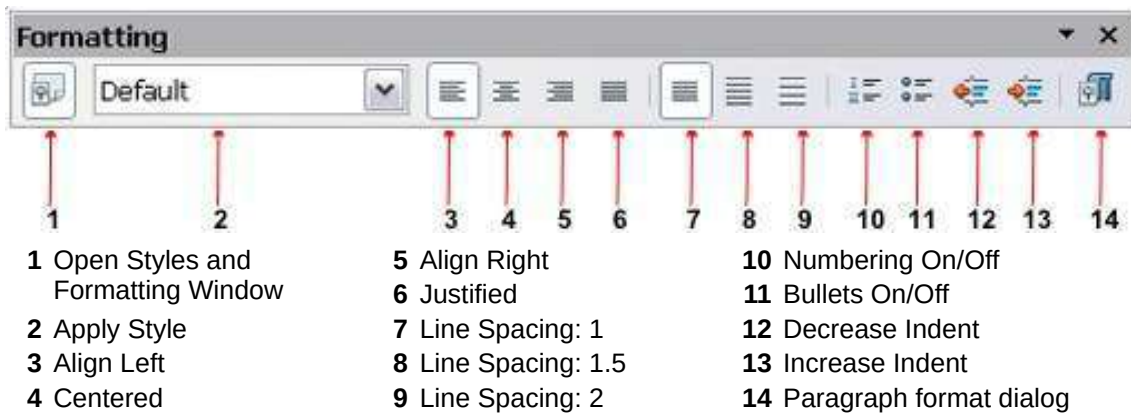 Formatting
Default
1 2 3 4 5 6 7 8 9 10 11 12 13 14
1 Open Styles and
Formatting Window
2 Apply Style
3 Align Left
4 Centered
5 Align Right
6 Justified
7 Line Spacing: 1
8 Line Spacing: 1.5
9 Line Spacing: 2
10 Numbering On/Off
11 Bullets On/Off
12 Decrease Indent
13 Increase Indent
14 Paragraph format dialog